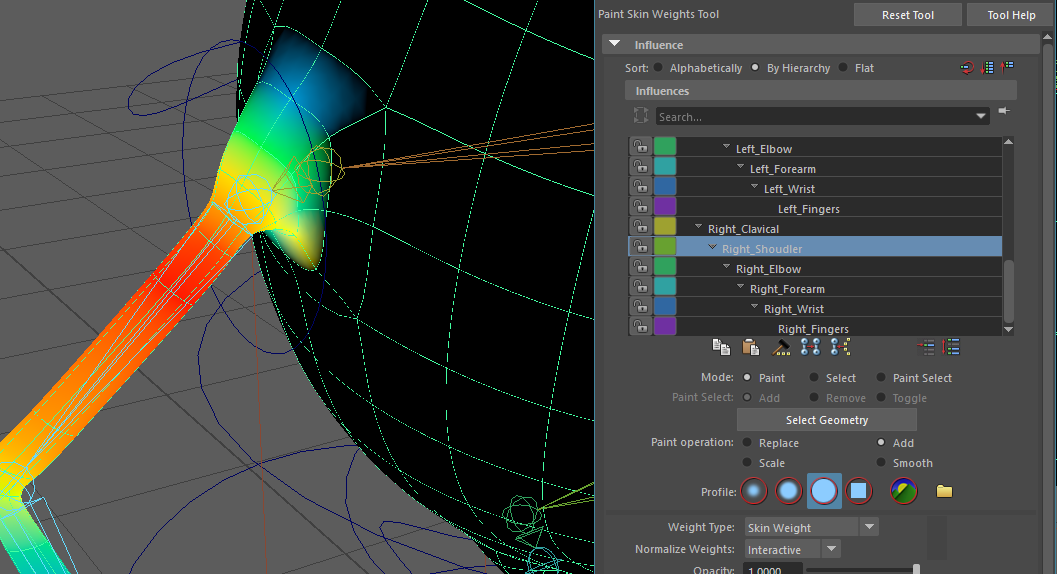 Paint Skin Weights Tool Reset Tool Tool Help
Influence
Sort: Alphabetically By Hierarchy Flat
Influences
Search...
Left_Elbow
Left_Forearm
Left_Wrist
Left_Fingers
Right_Clavical
Right_Shoudler
Right_Elbow
Right_Forearm
Right_Wrist
Right_Fingers
Mode: Paint Select Paint Select
Paint Select: Add Remove Toggle
Select Geometry
Paint operation: Replace Add
Scale Smooth
Profile:
Weight Type: Skin Weight
Normalize Weights: Interactive
Opacity: 1.0000